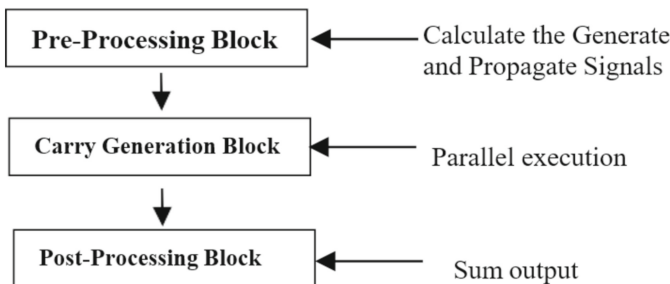 Pre-Processing Block
Calculate the Generate
and Propagate Signals
Carry Generation Block
Parallel execution
Post-Processing Block
Sum output